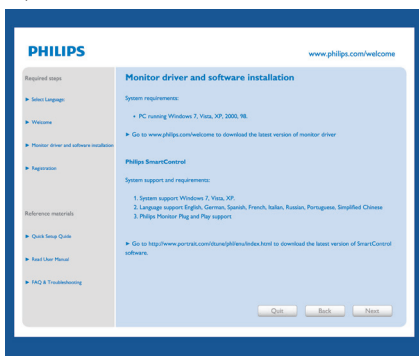 PHILIPS
www.philips.com/welcome
Required steps
► Select Language:
► Welcome
► Monitor driver and software installation
► Registration
Reference materials
► Quick Setup Guide
► Read User Manual
► FAQ & Troubleshooting
Monitor driver and software installation
System requirements:
• PC running Windows 7, Vista, XP, 2000, 98.
► Go to www.philips.com/welcome to download the latest version of monitor driver
Philips SmartControl
System support and requirements:
1. System support Windows 7, Vista, XP.
2. Language support English, German, Spanish, French, Italian, Russian, Portuguese, Simplified Chinese
3. Philips Monitor Plug and Play support
► Go to http://www.portrait.com/dtune/phl/enu/index.html to download the latest version of SmartControl
software.
Quit
Back
Next